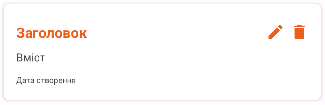 Заголовок
Вміст
Дата створення